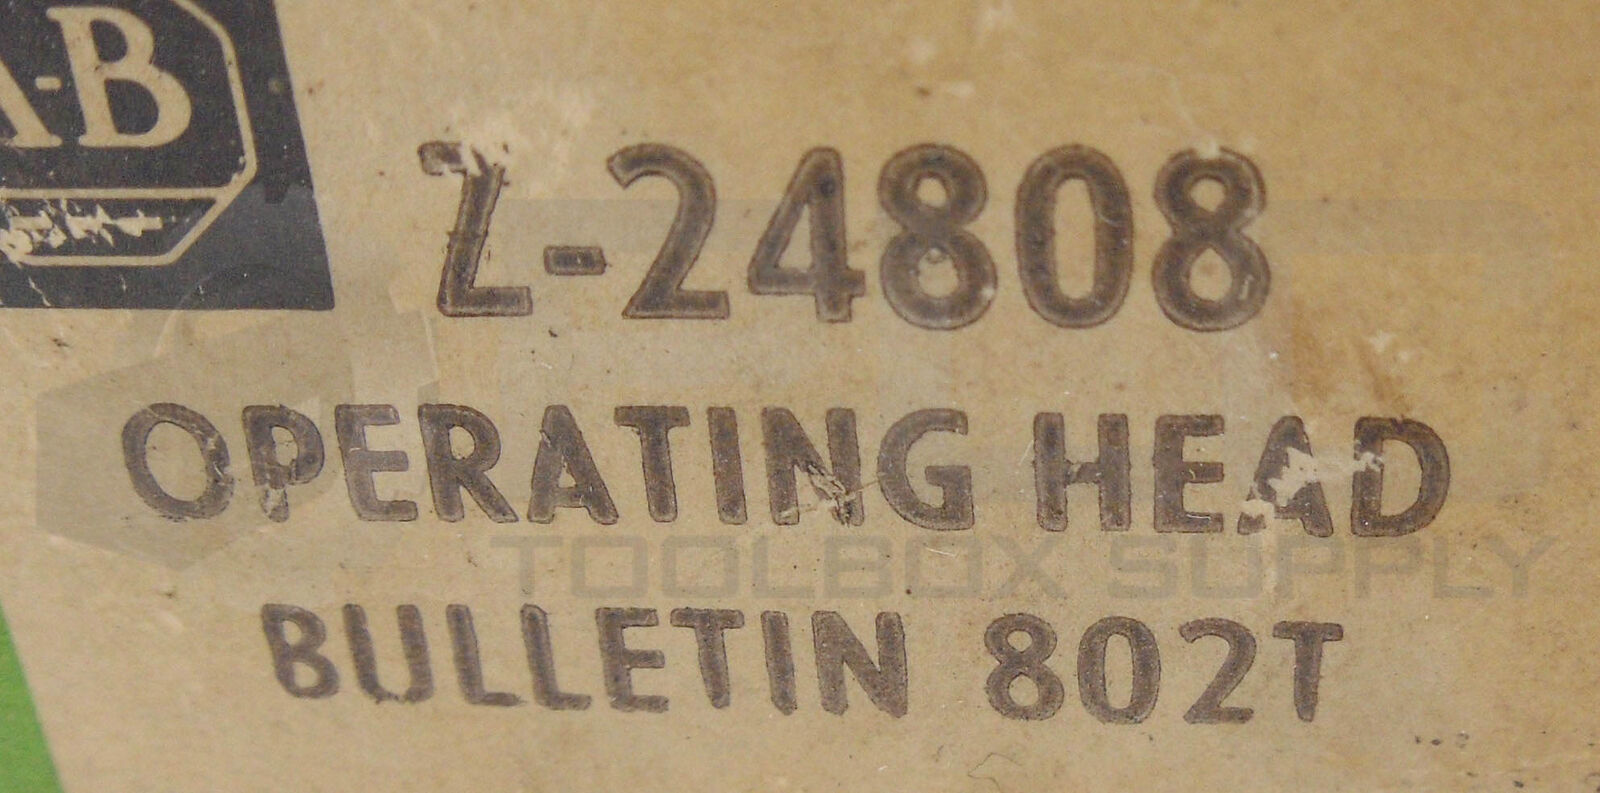 A-B
Z-24808
OPERATING HEAD
TOOLBOX SUPPLY
BULLETIN 802T